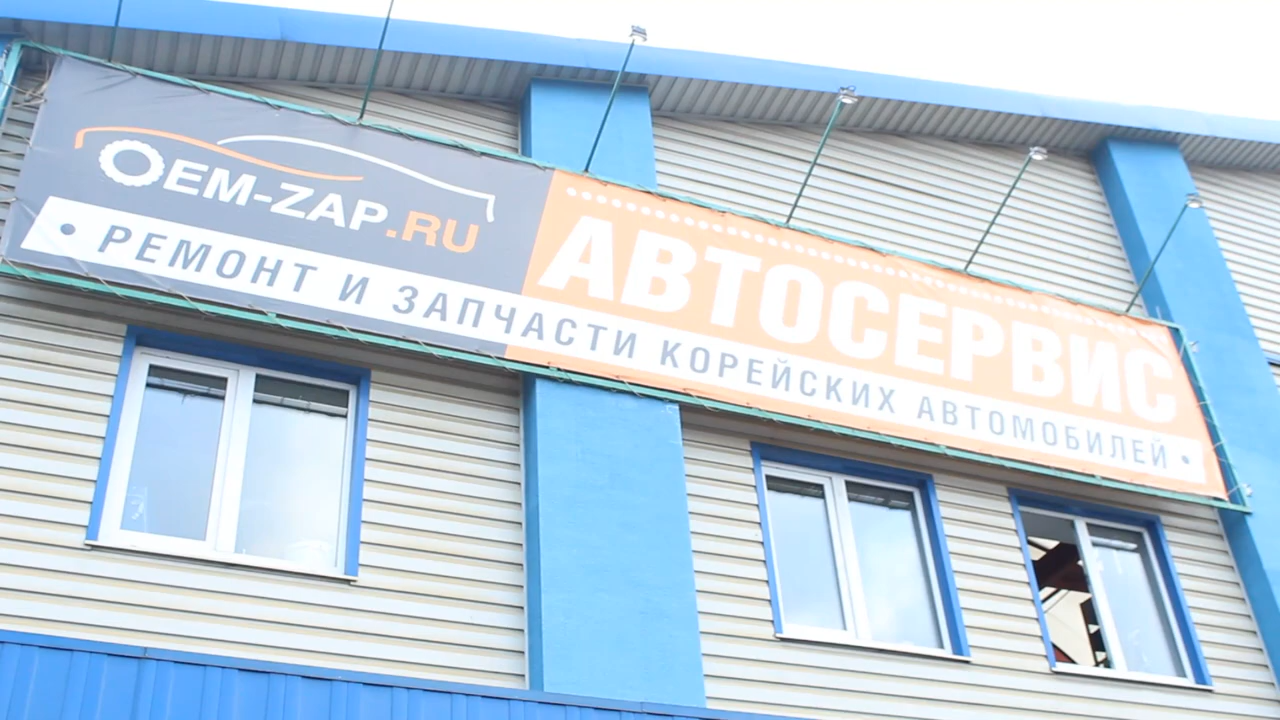 OEM-ZAP.RU
АВТОСЕРВИС
• РЕМОНТ И ЗАПЧАСТИ КОРЕЙСКИХ АВТОМОБИЛЕЙ •